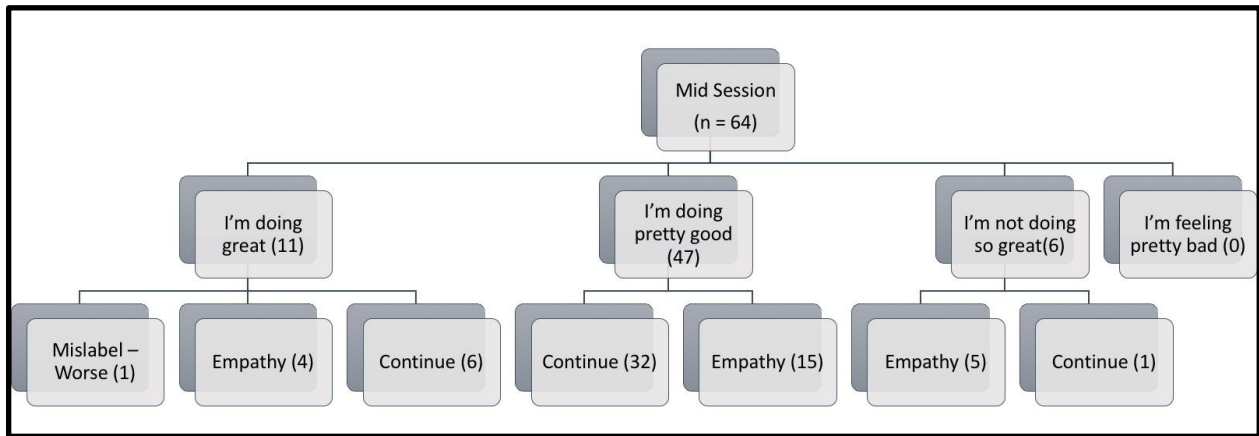 Mid Session
(n = 64)
I’m doing
great (11)
I’m doing
pretty good
(47)
I’m not doing
so great(6)
I’m feeling
pretty bad (0)
Mislabel –
Worse (1)
Empathy (4)
Continue (6)
Continue (32)
Empathy (15)
Empathy (5)
Continue (1)